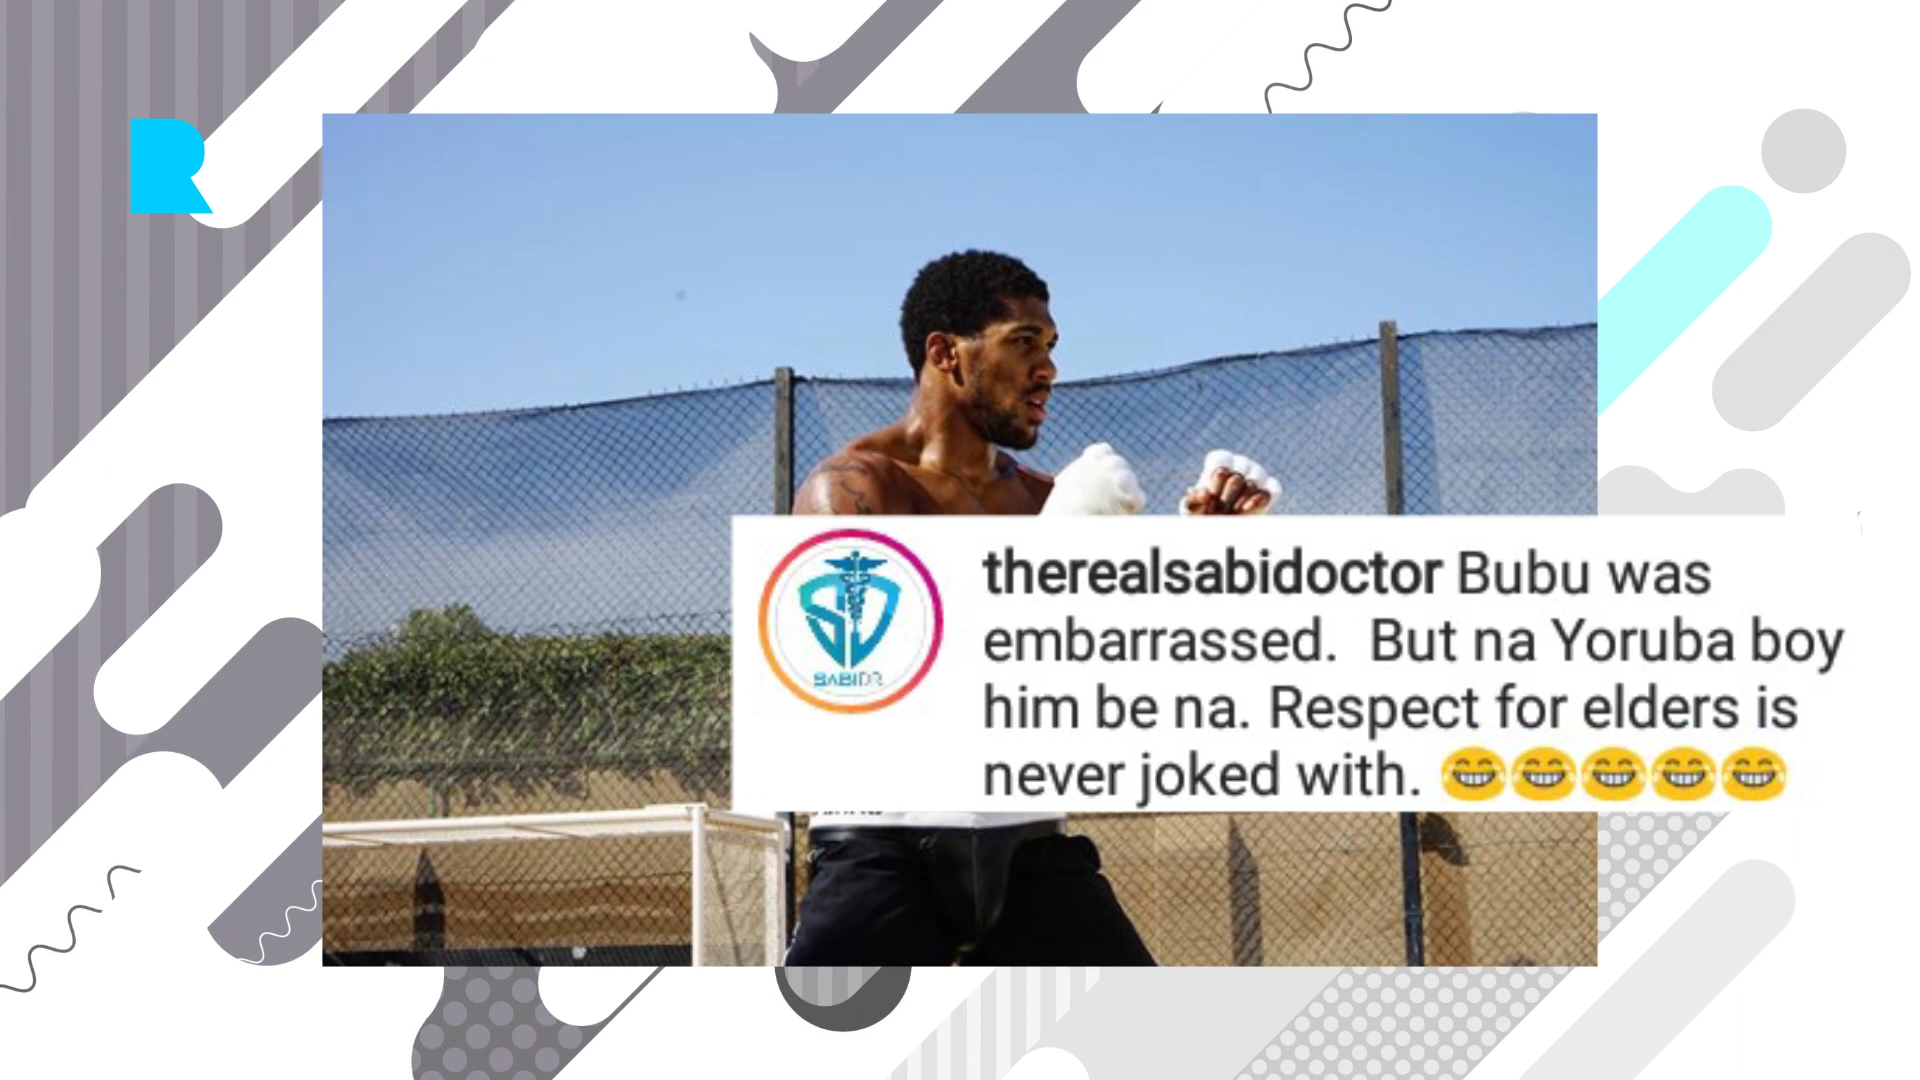 R
therealsabidoctor Bubu was
embarrassed.  But na Yoruba boy
him be na. Respect for elders is
never joked with. 😂😂😂😂😂
SABIDR